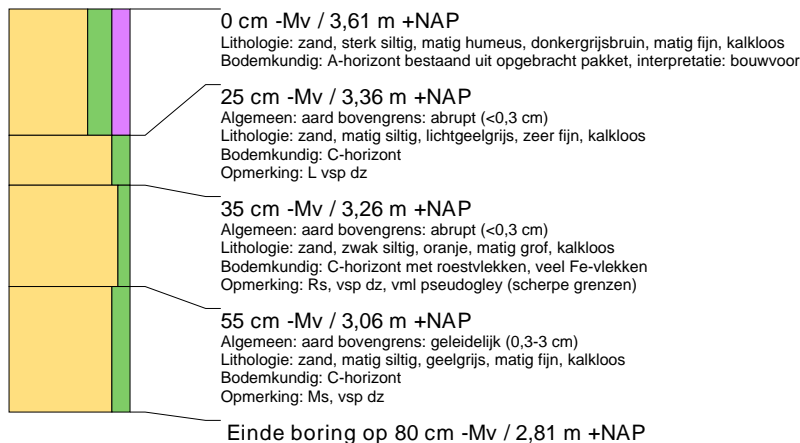 0 cm -Mv / 3,61 m +NAP
Lithologie: zand, sterk siltig, matig humeus, donkergrijsbruin, matig fijn, kalkloos
Bodemkundig: A-horizont bestaand uit opgebracht pakket, interpretatie: bouwvoor
25 cm -Mv / 3,36 m +NAP
Algemeen: aard bovengrens: abrupt (<0,3 cm)
Lithologie: zand, matig siltig, lichtgeelgrijs, zeer fijn, kalkloos
Bodemkundig: C-horizont
Opmerking: L vsp dz
35 cm -Mv / 3,26 m +NAP
Algemeen: aard bovengrens: abrupt (<0,3 cm)
Lithologie: zand, zwak siltig, oranje, matig grof, kalkloos
Bodemkundig: C-horizont met roestvlekken, veel Fe-vlekken
Opmerking: Rs, vsp dz, vml pseudogley (scherpe grenzen)
55 cm -Mv / 3,06 m +NAP
Algemeen: aard bovengrens: geleidelijk (0,3-3 cm)
Lithologie: zand, matig siltig, geelgrijs, matig fijn, kalkloos
Bodemkundig: C-horizont
Opmerking: Ms, vsp dz
Einde boring op 80 cm -Mv / 2,81 m +NAP